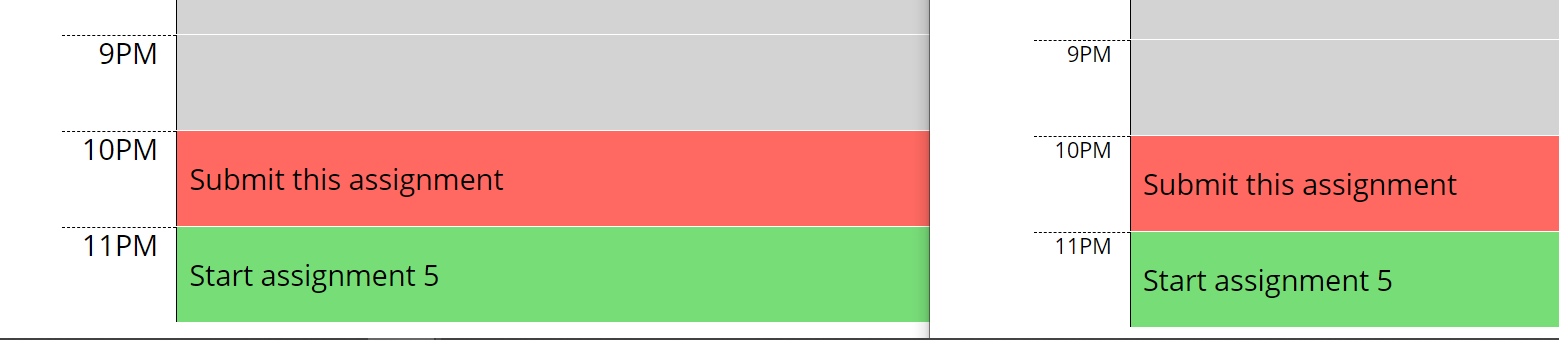 9PM
10PM
Submit this assignment
11PM
Start assignment 5
9PM
10PM
Submit this assignment
11PM
Start assignment 5